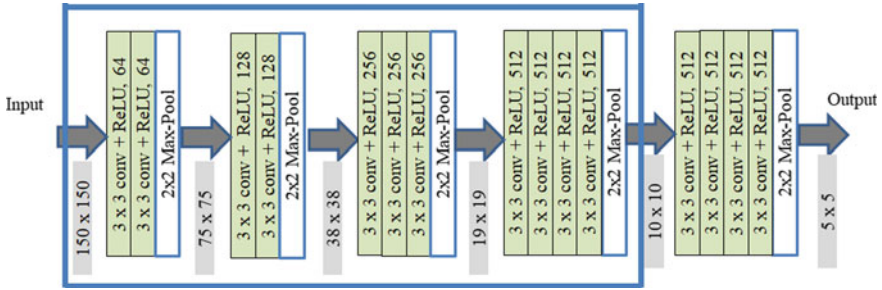 Input
150 x 150
3 x 3 conv + ReLU, 64
3 x 3 conv + ReLU, 64
2x2 Max-Pool
75 x 75
3 x 3 conv + ReLU, 128
3 x 3 conv + ReLU, 128
2x2 Max-Pool
38 x 38
3 x 3 conv + ReLU, 256
3 x 3 conv + ReLU, 256
3 x 3 conv + ReLU, 256
2x2 Max-Pool
19 x 19
3 x 3 conv + ReLU, 512
3 x 3 conv + ReLU, 512
3 x 3 conv + ReLU, 512
3 x 3 conv + ReLU, 512
2x2 Max-Pool
10 x 10
3 x 3 conv + ReLU, 512
3 x 3 conv + ReLU, 512
3 x 3 conv + ReLU, 512
3 x 3 conv + ReLU, 512
2x2 Max-Pool
Output
5 x 5